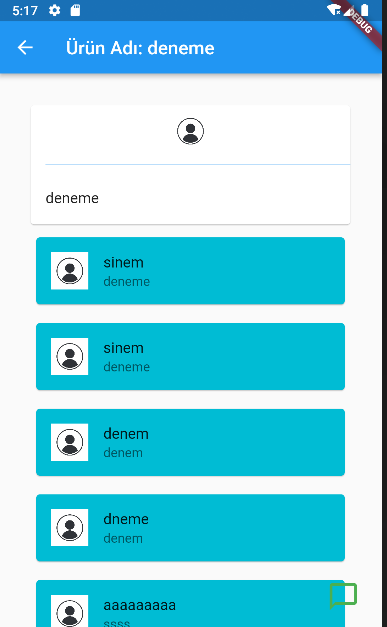 5:17
DEBUG
Ürün Adı: deneme
deneme
sinem
deneme
sinem
deneme
denem
denem
dneme
denem
aaaaaaaaa
ssss